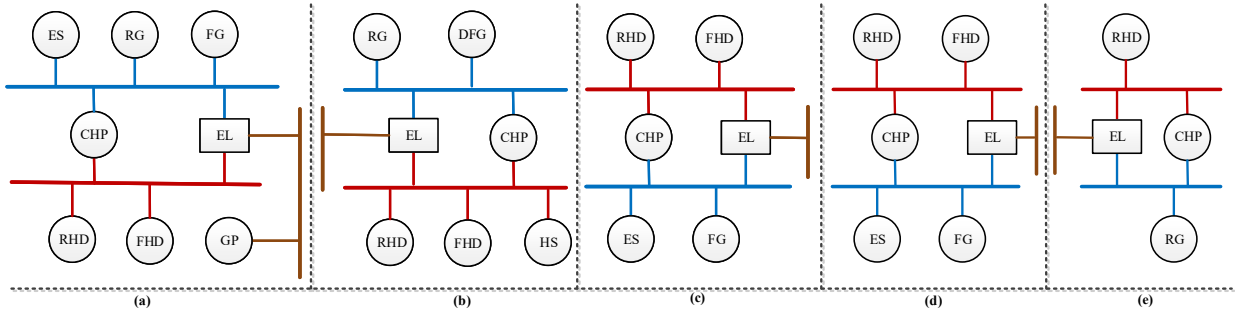 ES RG FG
CHP EL
RHD FHD GP
(a)
RG DFG
EL CHP
RHD FHD HS
(b)
RHD FHD
CHP EL
ES FG
(c)
RHD FHD
CHP EL
ES FG
(d)
RHD
EL CHP
RG
(e)